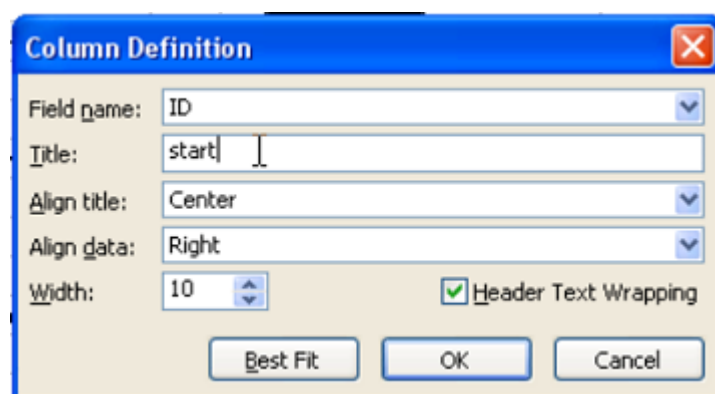 Column Definition
Field name: ID
Title: start
Align title: Center
Align data: Right
Width: 10 Header Text Wrapping
Best Fit OK Cancel